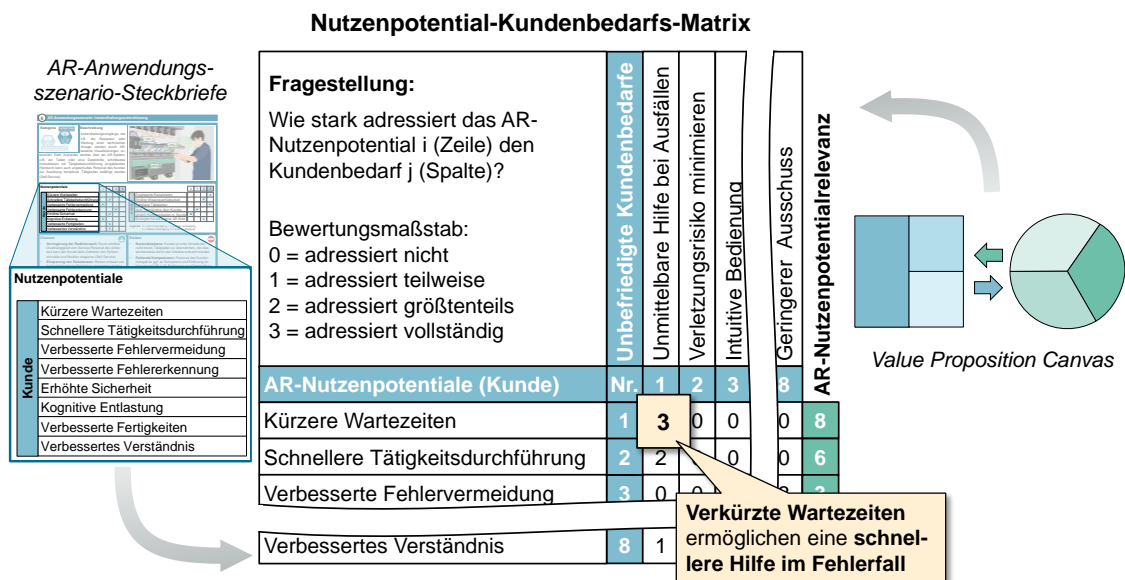 Nutzenpotential-Kundenbedarfs-Matrix
AR-Anwendungs-
szenario-Steckbriefe
Nutzenpotentiale
Kunde
Kürzere Wartezeiten
Schnellere Tätigkeitsdurchführung
Verbesserte Fehlervermeidung
Verbesserte Fehlererkennung
Erhöhte Sicherheit
Kognitive Entlastung
Verbesserte Fertigkeiten
Verbessertes Verständnis
Fragestellung:
Wie stark adressiert das AR-
Nutzenpotential i (Zeile) den
Kundenbedarf j (Spalte)?
Bewertungsmaßstab:
0 = adressiert nicht
1 = adressiert teilweise
2 = adressiert größtenteils
3 = adressiert vollständig
Unbefriedigte Kundenbedarfe
Unmittelbare Hilfe bei Ausfällen
Verletzungsrisiko minimieren
Intuitive Bedienung
Geringerer Ausschuss
AR-Nutzenpotentialrelevanz
AR-Nutzenpotentiale (Kunde) Nr. 1 2 3 8
Kürzere Wartezeiten 1 3 0 0 0 8
Schnellere Tätigkeitsdurchführung 2 2 0 0 6
Verbesserte Fehlervermeidung 3 0
Verbessertes Verständnis 8 1
Verkürzte Wartezeiten
ermöglichen eine schnel-
lere Hilfe im Fehlerfall
Value Proposition Canvas